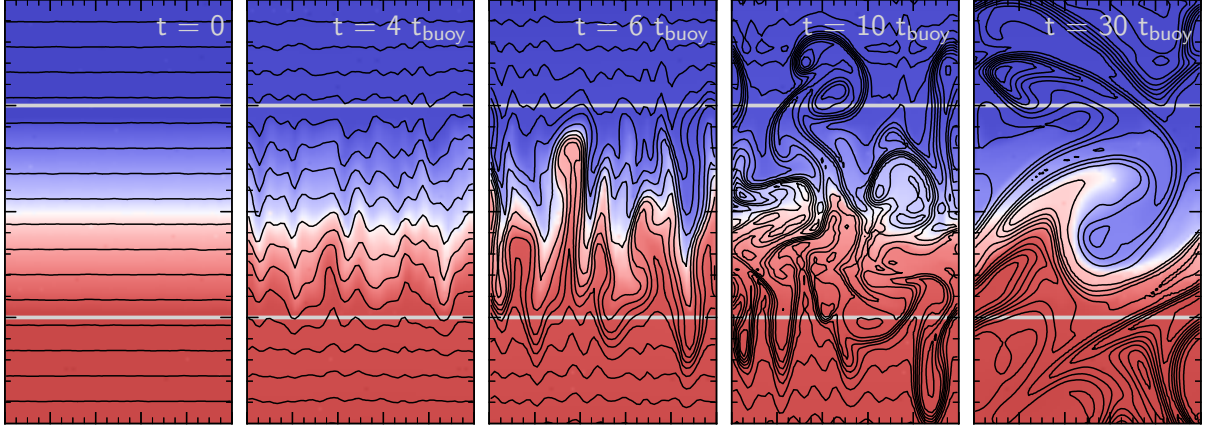 t = 0
t = 4 t_buoy
t = 6 t_buoy
t = 10 t_buoy
t = 30 t_buoy